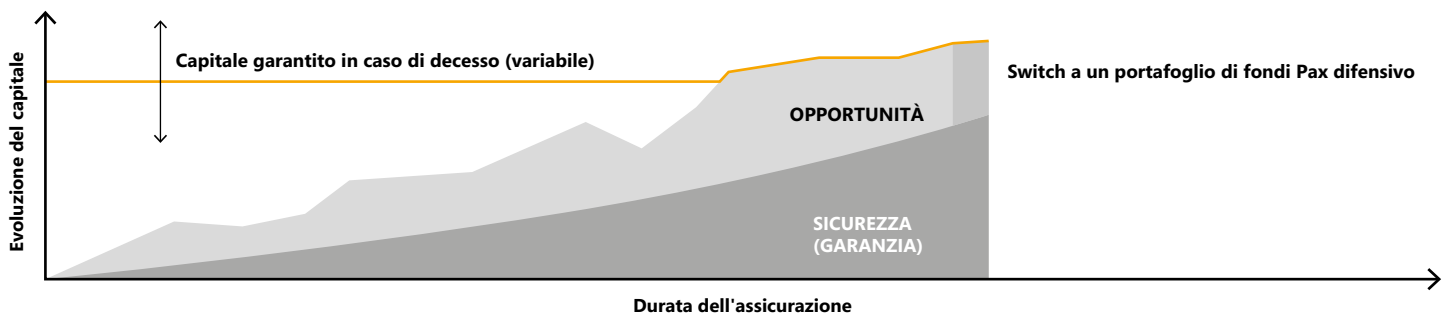 Evoluzione del capitale
Capitale garantito in caso di decesso (variabile)
Switch a un portafoglio di fondi Pax difensivo
OPPORTUNITÀ
SICUREZZA
(GARANZIA)
Durata dell'assicurazione